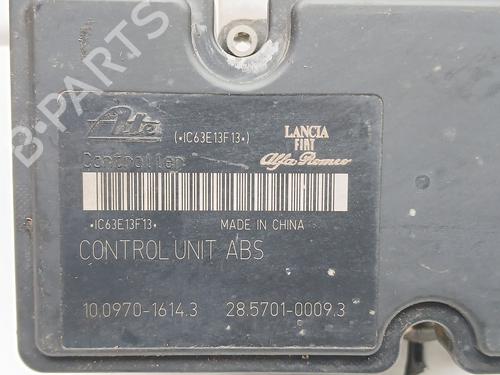 B-PARTS
Ate (•IC63E13F13•) LANCIA
FIAT
Controller Alfa Romeo
•IC63E13F13• MADE IN CHINA
CONTROL UNIT ABS
10.0970-1614.3 28.5701-0009.3